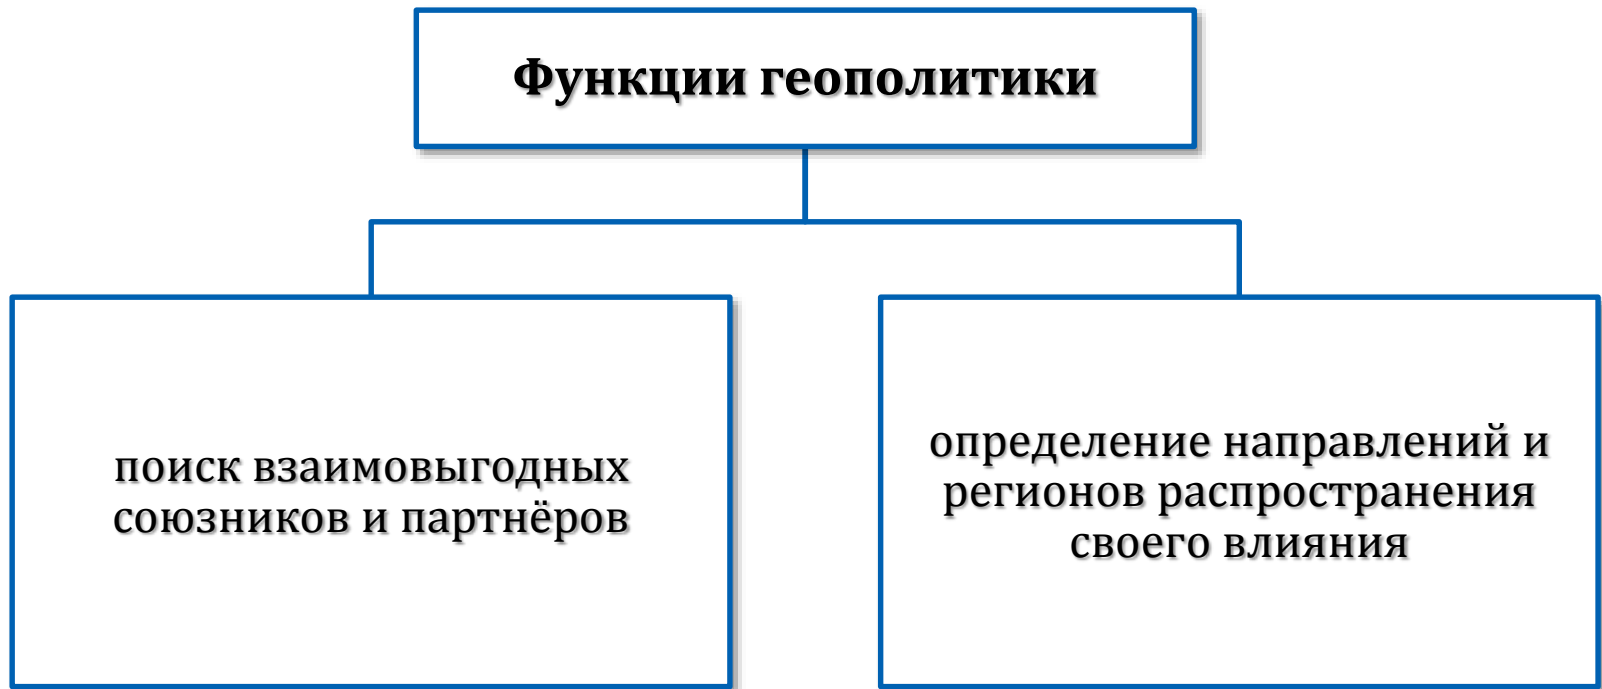 Функции геополитики
поиск взаимовыгодных
союзников и партнёров
определение направлений и
регионов распространения
своего влияния